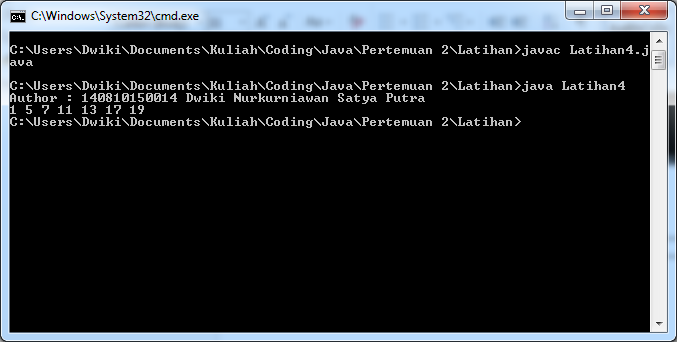 C:\Windows\System32\cmd.exe
C:\Users\Dwiki\Documents\Kuliah\Coding\Java\Pertemuan 2\Latihan>javac Latihan4.j
ava
C:\Users\Dwiki\Documents\Kuliah\Coding\Java\Pertemuan 2\Latihan>java Latihan4
Author : 140810150014 Dwiki Nurkurniawan Satya Putra
1 5 7 11 13 17 19
C:\Users\Dwiki\Documents\Kuliah\Coding\Java\Pertemuan 2\Latihan>